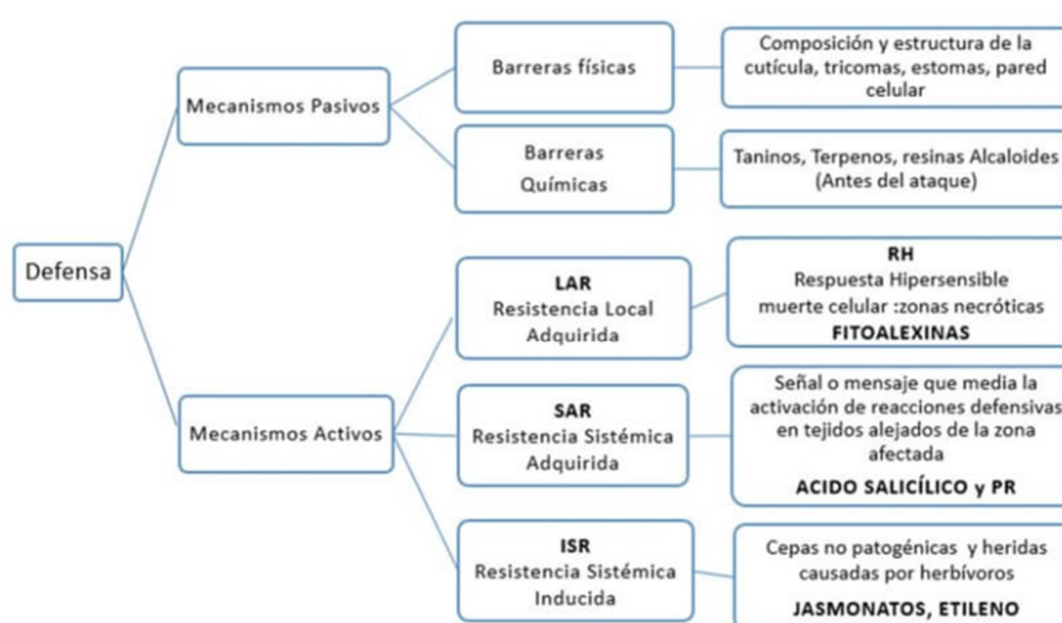 Defensa
Mecanismos Pasivos
Barreras físicas
Composición y estructura de la
cutícula, tricomas, estomas, pared
celular
Barreras
Químicas
Taninos, Terpenos, resinas Alcaloides
(Antes del ataque)
Mecanismos Activos
LAR
Resistencia Local
Adquirida
RH
Respuesta Hipersensible
muerte celular :zonas necróticas
FITOALEXINAS
SAR
Resistencia Sistémica
Adquirida
Señal o mensaje que media la
activación de reacciones defensivas
en tejidos alejados de la zona
afectada
ACIDO SALICÍLICO y PR
ISR
Resistencia Sistémica
Inducida
Cepas no patogénicas y heridas
causadas por herbívoros
JASMONATOS, ETILENO